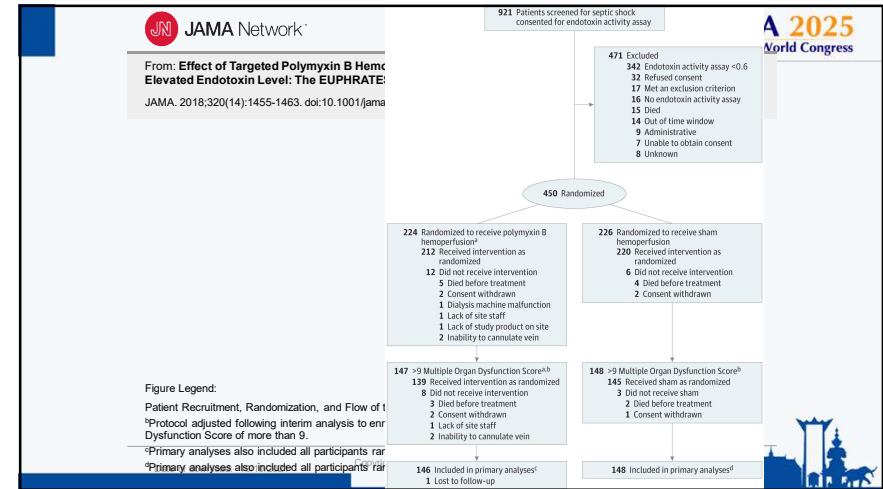 JN JAMA Network
A 2025
World Congress
From: Effect of Targeted Polymyxin B Hemo
Elevated Endotoxin Level: The EUPHRATES
JAMA. 2018;320(14):1455-1463. doi:10.1001/jama
921 Patients screened for septic shock
consented for endotoxin activity assay
471 Excluded
342 Endotoxin activity assay <0.6
32 Refused consent
17 Met an exclusion criterion
16 No endotoxin activity assay
15 Died
14 Out of time window
9 Administrative
7 Unable to obtain consent
8 Unknown
450 Randomized
224 Randomized to receive polymyxin B
hemoperfusionᵃ
212 Received intervention as
randomized
12 Did not receive intervention
5 Died before treatment
2 Consent withdrawn
1 Dialysis machine malfunction
1 Lack of site staff
1 Lack of study product on site
2 Inability to cannulate vein
226 Randomized to receive sham
hemoperfusion
220 Received intervention as
randomized
6 Did not receive intervention
4 Died before treatment
2 Consent withdrawn
147 >9 Multiple Organ Dysfunction Scoreᵃ,ᵇ
139 Received intervention as randomized
8 Did not receive intervention
3 Died before treatment
2 Consent withdrawn
1 Lack of site staff
2 Inability to cannulate vein
148 >9 Multiple Organ Dysfunction Scoreᵇ
145 Received sham as randomized
3 Did not receive sham
2 Died before treatment
1 Consent withdrawn
146 Included in primary analysesᶜ
1 Lost to follow-up
148 Included in primary analysesᵈ
Figure Legend:
Patient Recruitment, Randomization, and Flow of t
ᵇProtocol adjusted following interim analysis to enr
Dysfunction Score of more than 9.
ᶜPrimary analyses also included all participants ran
ᵈPrimary analyses also included all participants ran